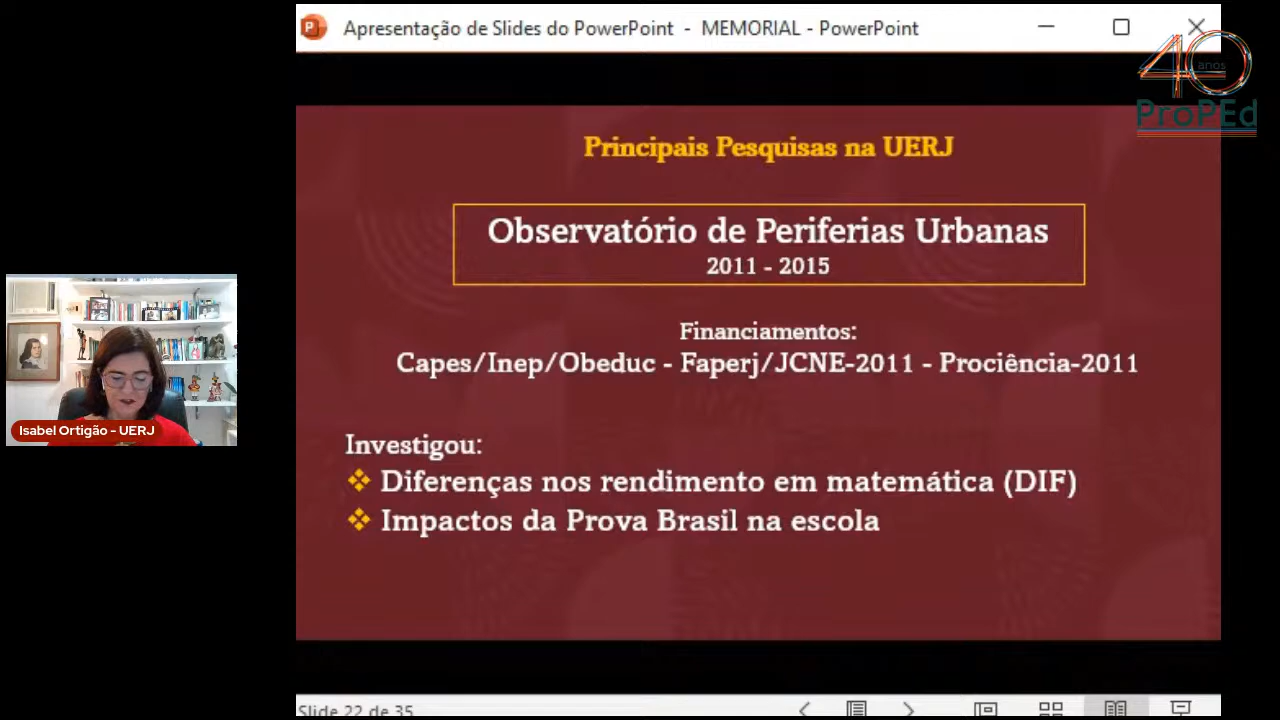 Apresentação de Slides do PowerPoint - MEMORIAL - PowerPoint
40
anos
ProPEd
Principais Pesquisas na UERJ
Observatório de Periferias Urbanas
2011 - 2015
Financiamentos:
Capes/Inep/Obeduc - Faperj/JCNE-2011 - Prociência-2011
Isabel Ortigão - UERJ
Investigou:
Diferenças nos rendimento em matemática (DIF)
Impactos da Prova Brasil na escola
Slide 22 de 35